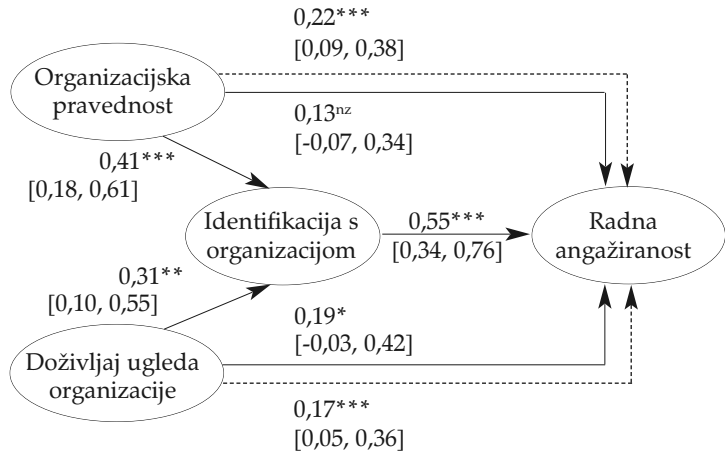 0,22***
[0,09, 0,38]
Organizacijska
pravednost
0,13ⁿᶻ
[-0,07, 0,34]
0,41***
[0,18, 0,61]
Identifikacija s
organizacijom
0,55***
[0,34, 0,76]
Radna
angažiranost
0,31**
[0,10, 0,55]
0,19*
[-0,03, 0,42]
Doživljaj ugleda
organizacije
0,17***
[0,05, 0,36]